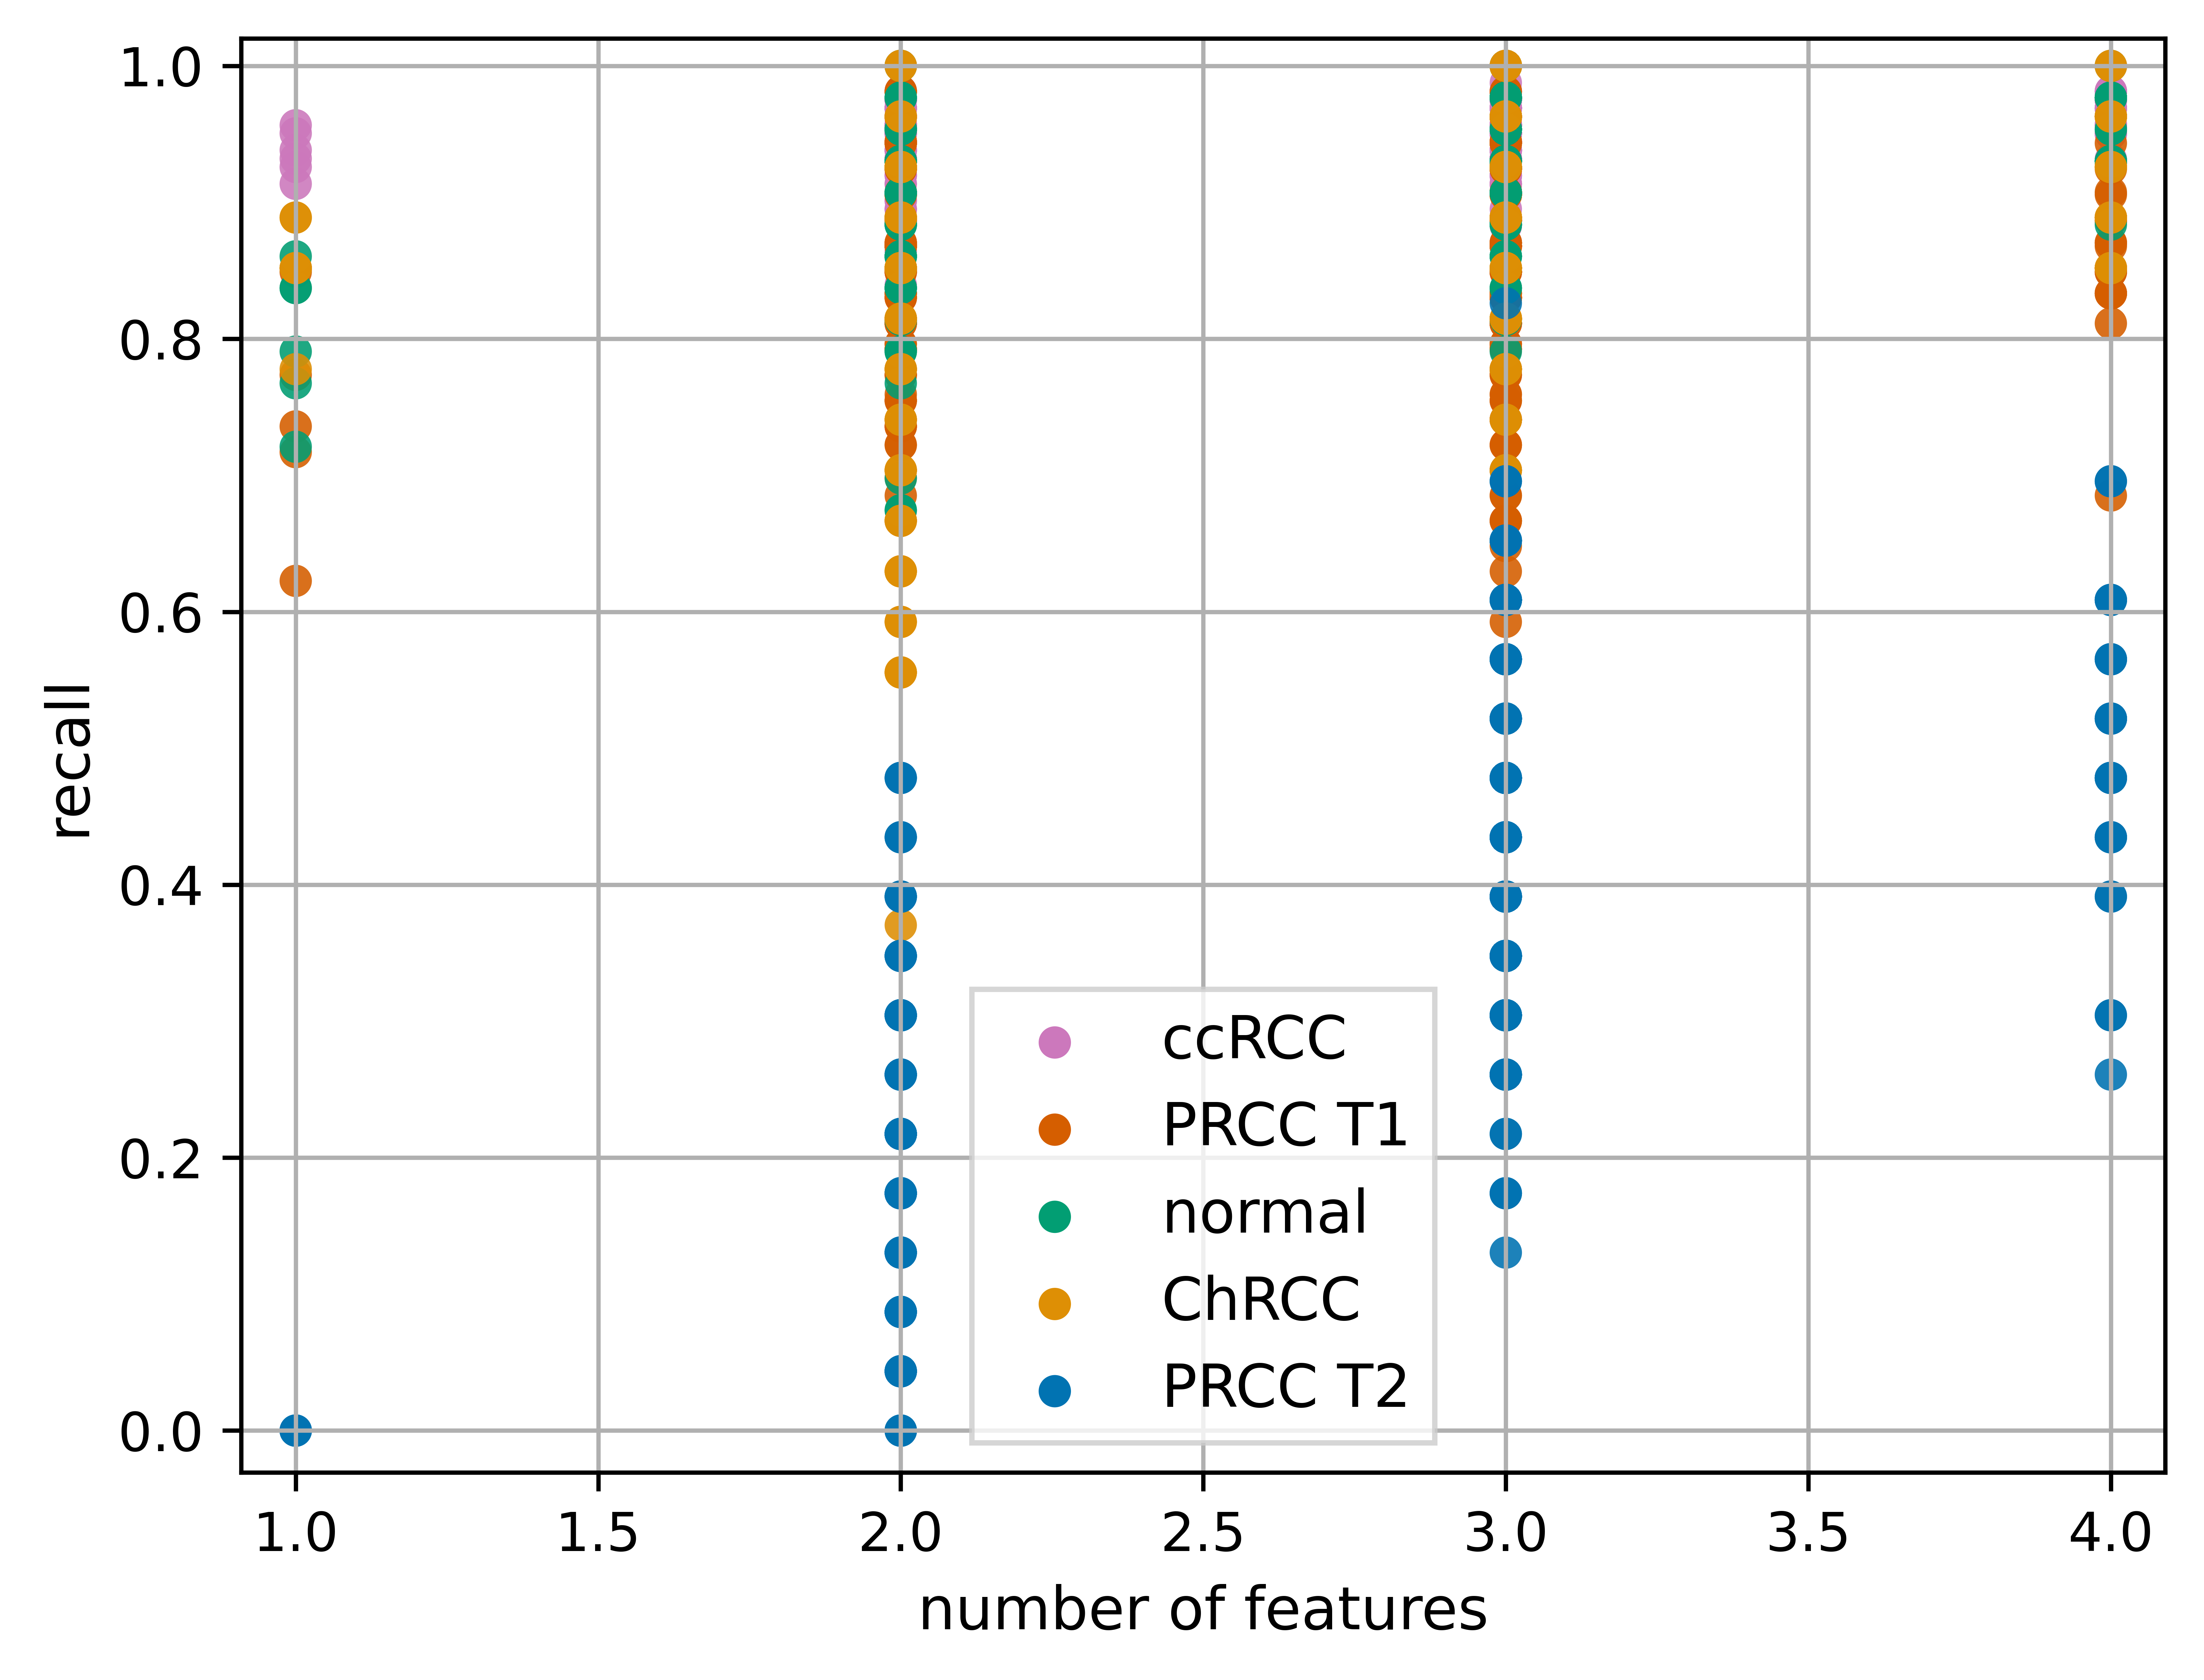 1.0
0.8
0.6
0.4
0.2
0.0
recall
ccRCC
PRCC T1
normal
ChRCC
PRCC T2
1.0 1.5 2.0 2.5 3.0 3.5 4.0
number of features